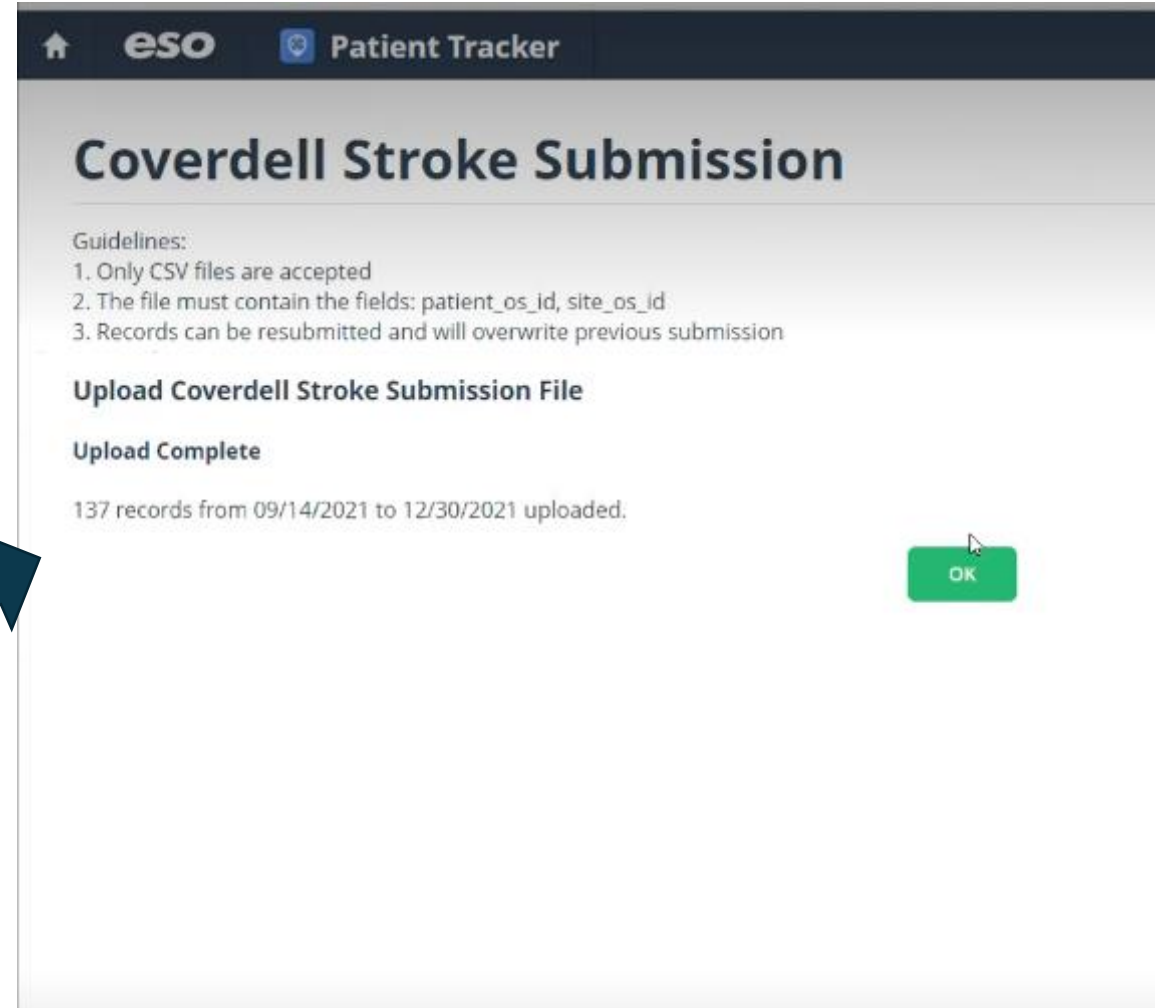 eso Patient Tracker
Coverdell Stroke Submission
Guidelines:
1. Only CSV files are accepted
2. The file must contain the fields: patient_os_id, site_os_id
3. Records can be resubmitted and will overwrite previous submission
Upload Coverdell Stroke Submission File
Upload Complete
137 records from 09/14/2021 to 12/30/2021 uploaded.
OK